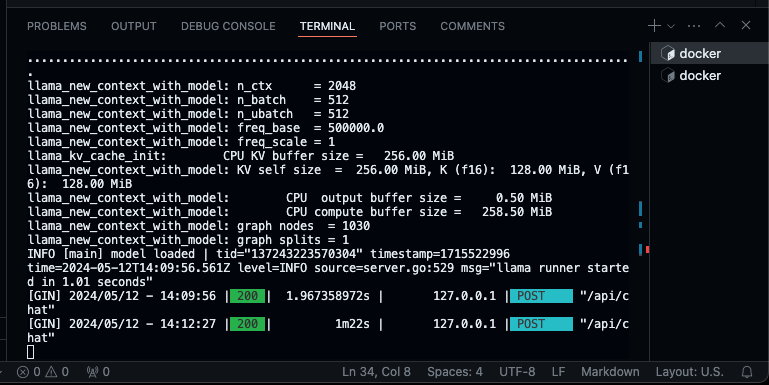 PROBLEMS OUTPUT DEBUG CONSOLE TERMINAL PORTS COMMENTS
docker
docker
....................................................................................
.
llama_new_context_with_model: n_ctx      = 2048
llama_new_context_with_model: n_batch    = 512
llama_new_context_with_model: n_ubatch   = 512
llama_new_context_with_model: freq_base  = 500000.0
llama_new_context_with_model: freq_scale = 1
llama_kv_cache_init:        CPU KV buffer size =   256.00 MiB
llama_new_context_with_model: KV self size  =  256.00 MiB, K (f16):  128.00 MiB, V (f1
6):  128.00 MiB
llama_new_context_with_model:        CPU  output buffer size =     0.50 MiB
llama_new_context_with_model:        CPU compute buffer size =   258.50 MiB
llama_new_context_with_model: graph nodes  = 1030
llama_new_context_with_model: graph splits = 1
INFO [main] model loaded | tid="137243223570304" timestamp=1715522996
time=2024-05-12T14:09:56.561Z level=INFO source=server.go:529 msg="llama runner starte
d in 1.01 seconds"
[GIN] 2024/05/12 - 14:09:56 | 200 |  1.967358972s |       127.0.0.1 | POST     "/api/c
hat"
[GIN] 2024/05/12 - 14:12:27 | 200 |         1m22s |       127.0.0.1 | POST     "/api/c
hat"
0 0 0 Ln 34, Col 8 Spaces: 4 UTF-8 LF Markdown Layout: U.S.